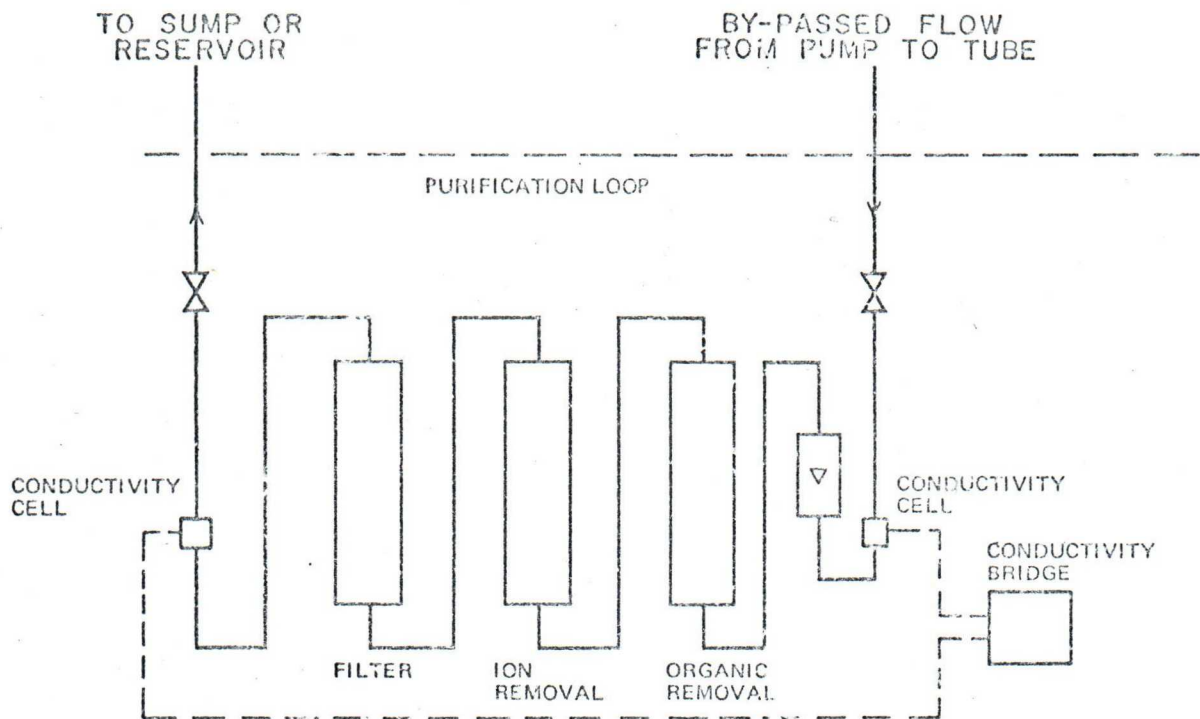 TO SUMP OR
RESERVOIR
BY-PASSED FLOW
FROM PUMP TO TUBE
PURIFICATION LOOP
CONDUCTIVITY
CELL
CONDUCTIVITY
CELL
CONDUCTIVITY
BRIDGE
FILTER
ION
REMOVAL
ORGANIC
REMOVAL